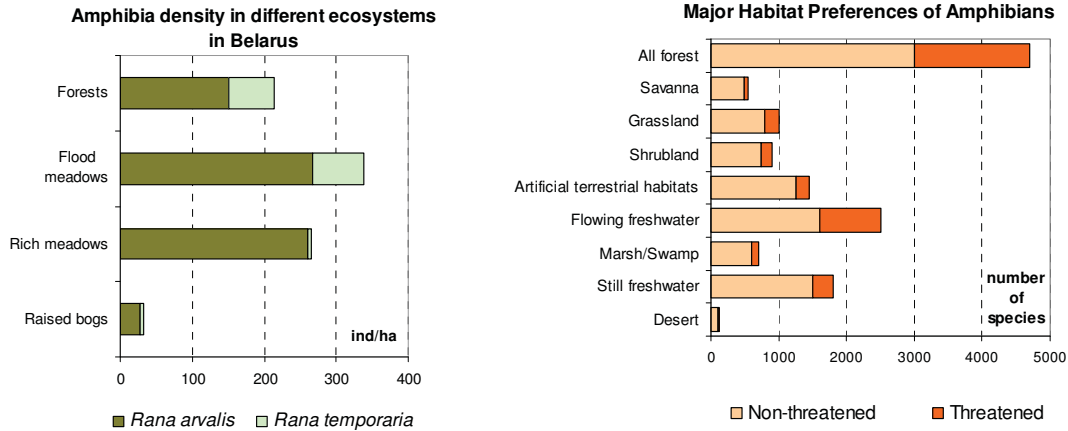 Amphibia density in different ecosystems
in Belarus
Forests
Flood
meadows
Rich meadows
Raised bogs
ind/ha
0 100 200 300 400
Rana arvalis Rana temporaria
Major Habitat Preferences of Amphibians
All forest
Savanna
Grassland
Shrubland
Artificial terrestrial habitats
Flowing freshwater
Marsh/Swamp
Still freshwater
Desert
number
of
species
0 1000 2000 3000 4000 5000
Non-threatened Threatened